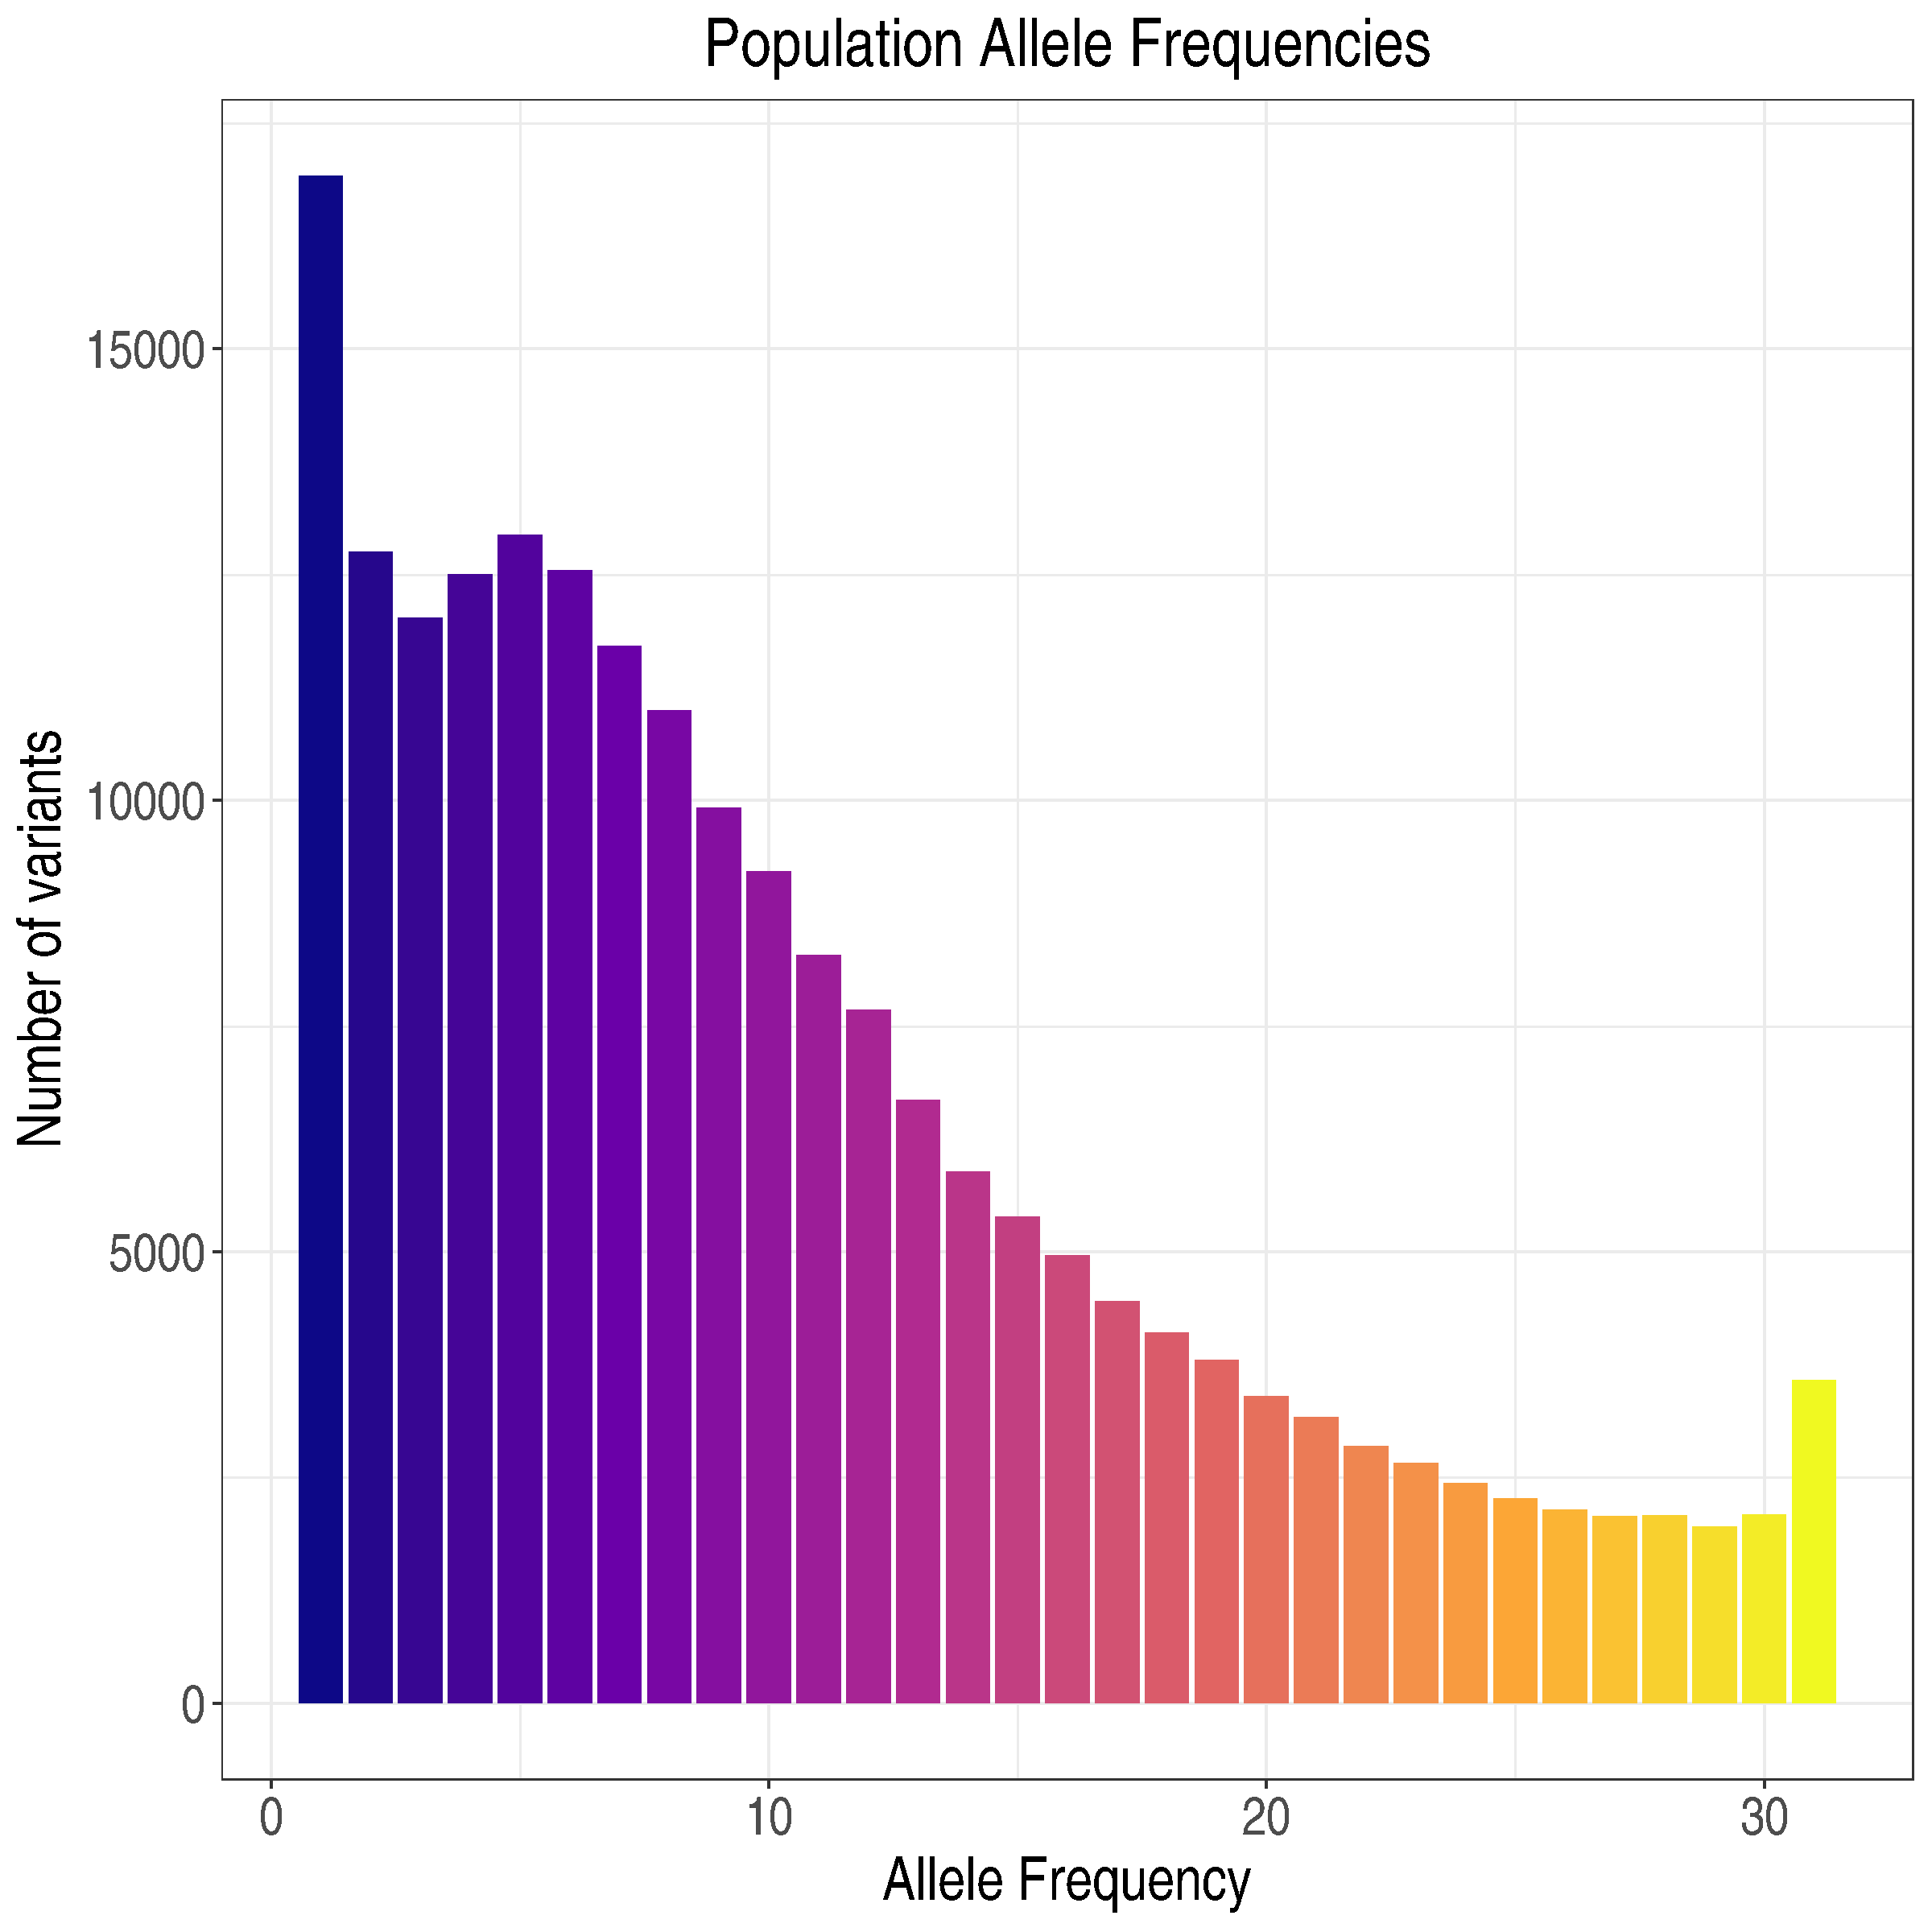 Population Allele Frequencies
Number of variants
15000
10000
5000
0
0 10 20 30
Allele Frequency